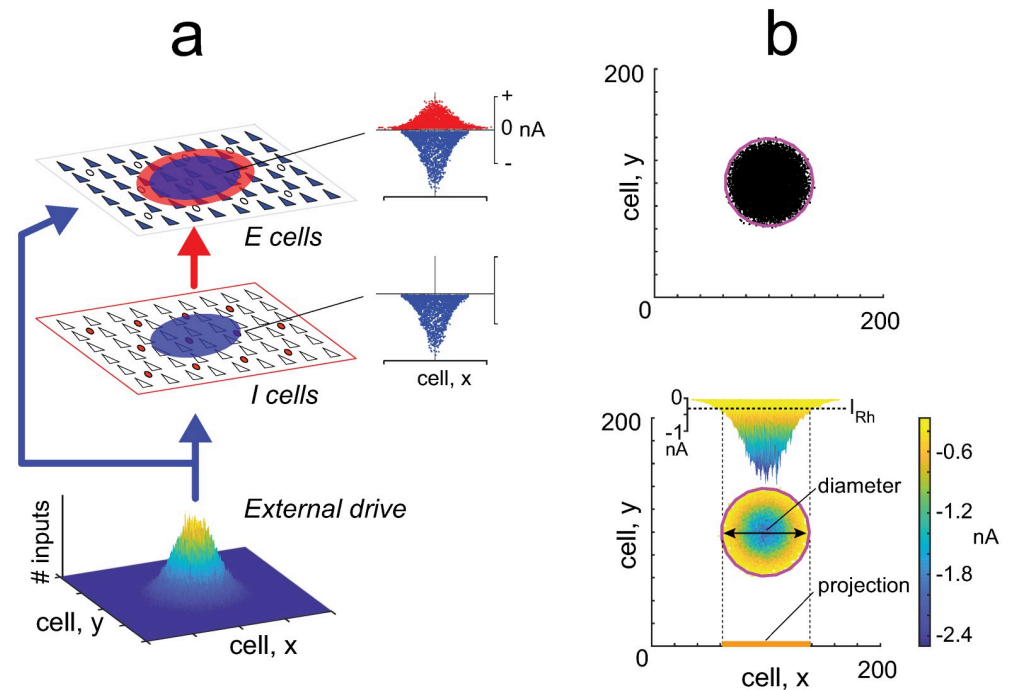 a
+
0 nA
-
E cells
cell, x
I cells
External drive
# inputs
cell, y
cell, x
b
200
cell, y
0
200
0
-1
nA
I_Rh
200
diameter
cell, y
projection
0
200
cell, x
-0.6
-1.2
nA
-1.8
-2.4